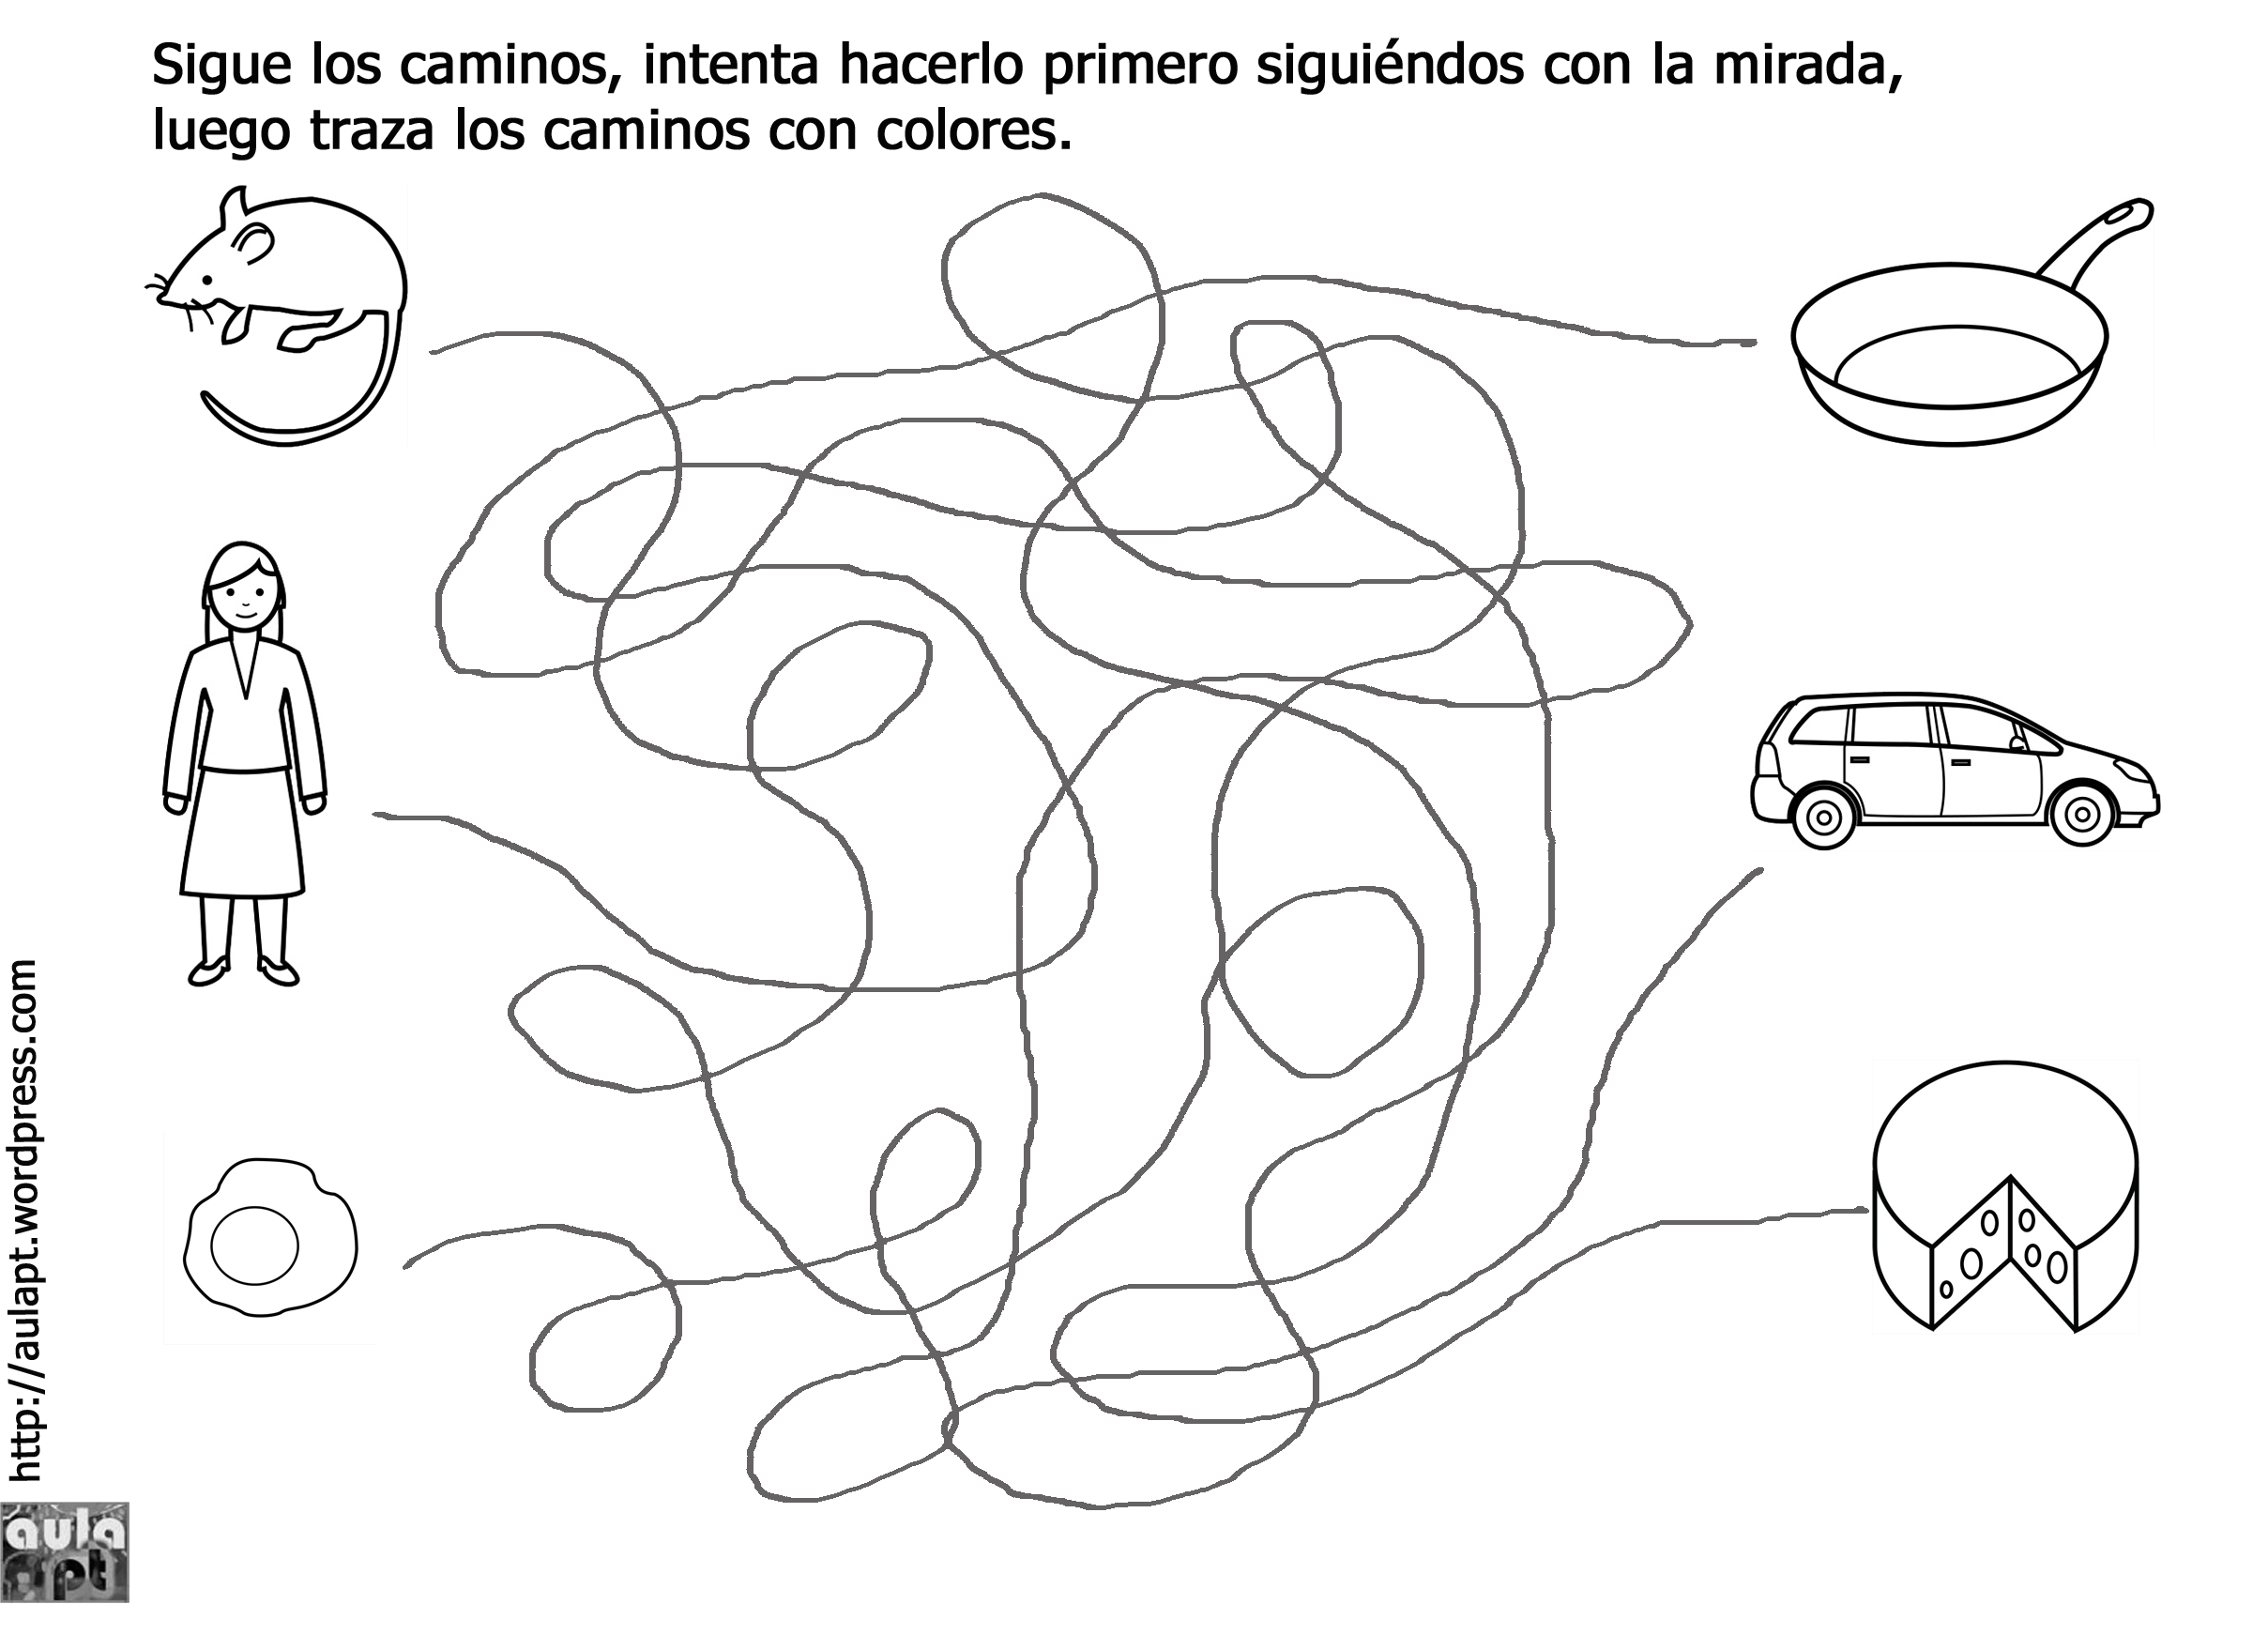 Sigue los caminos, intenta hacerlo primero siguiéndos con la mirada,
luego traza los caminos con colores.
http://aulapt.wordpress.com
aula
pt